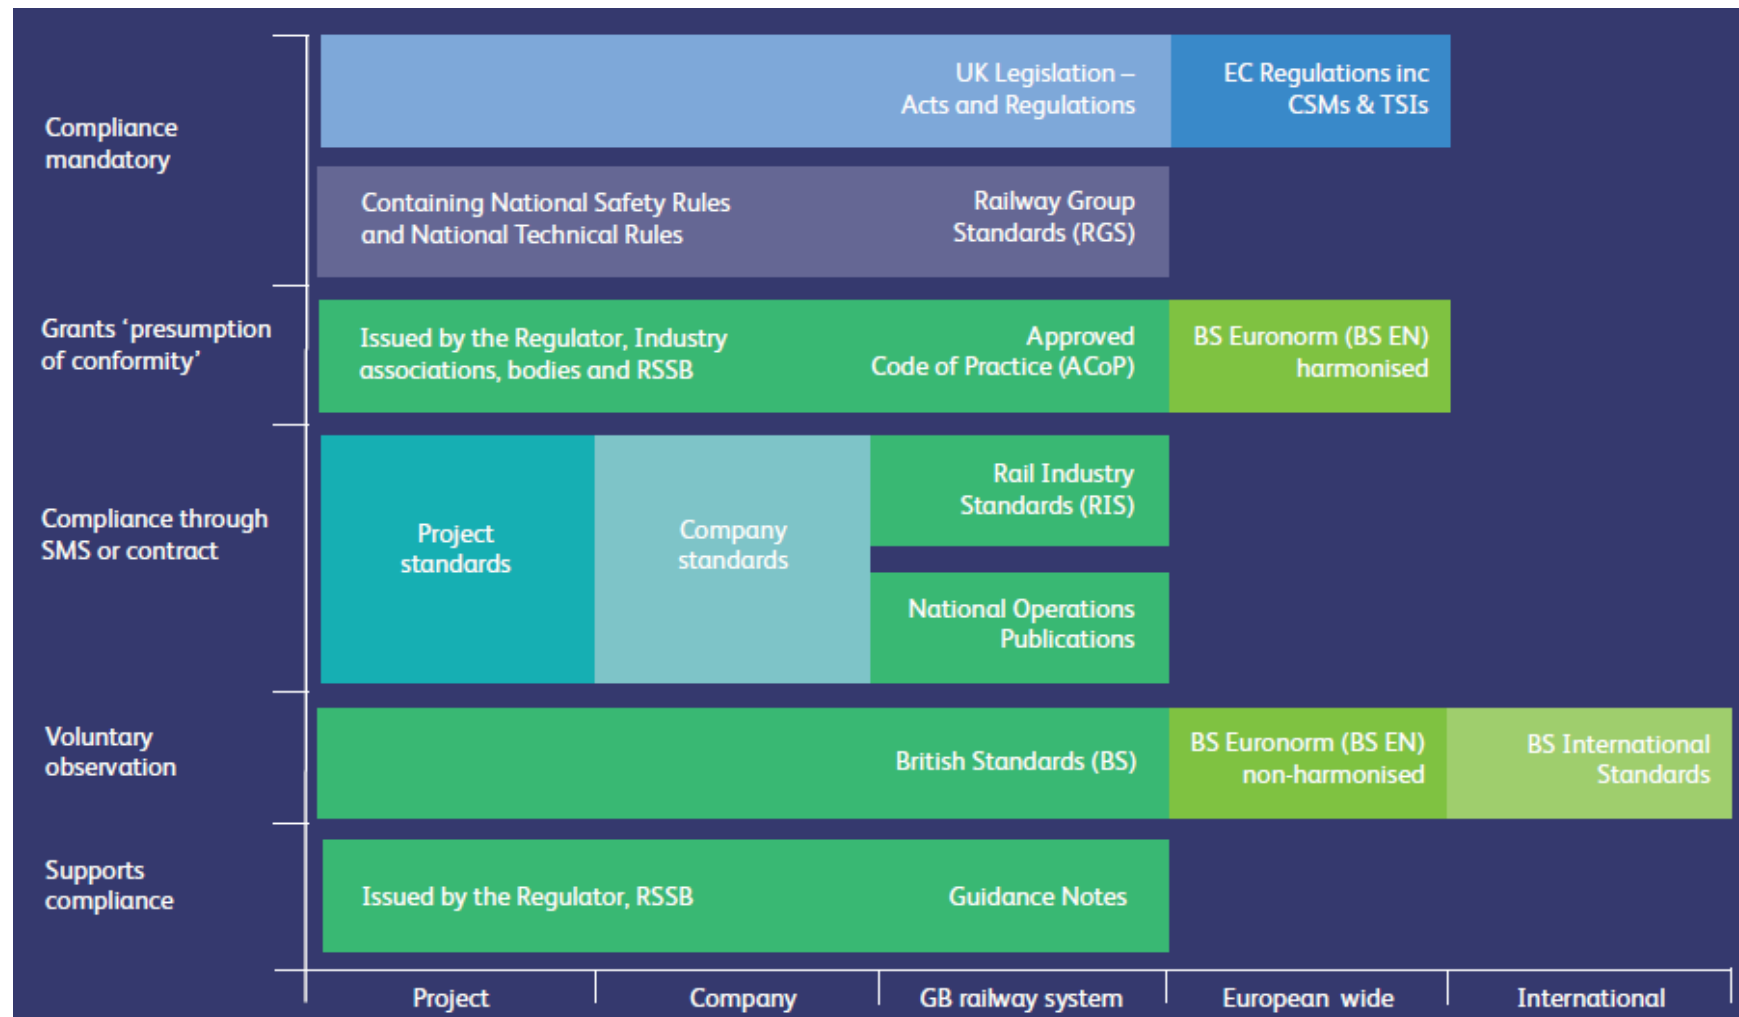 Compliance
mandatory
UK Legislation –
Acts and Regulations
EC Regulations inc
CSMs & TSIs
Containing National Safety Rules
and National Technical Rules
Railway Group
Standards (RGS)
Grants ‘presumption
of conformity’
Issued by the Regulator, Industry
associations, bodies and RSSB
Approved
Code of Practice (ACoP)
BS Euronorm (BS EN)
harmonised
Compliance through
SMS or contract
Project
standards
Company
standards
Rail Industry
Standards (RIS)
National Operations
Publications
Voluntary
observation
British Standards (BS)
BS Euronorm (BS EN)
non-harmonised
BS International
Standards
Supports
compliance
Issued by the Regulator, RSSB
Guidance Notes
Project
Company
GB railway system
European wide
International